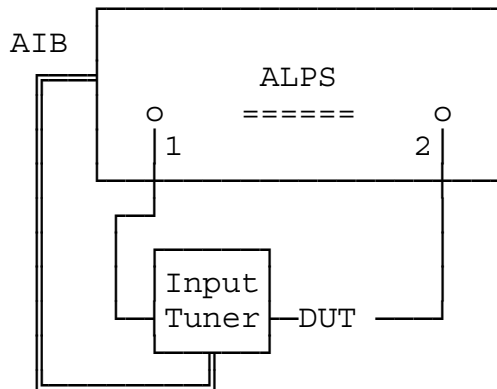 AIB
ALPS
======
1 2
Input
Tuner DUT